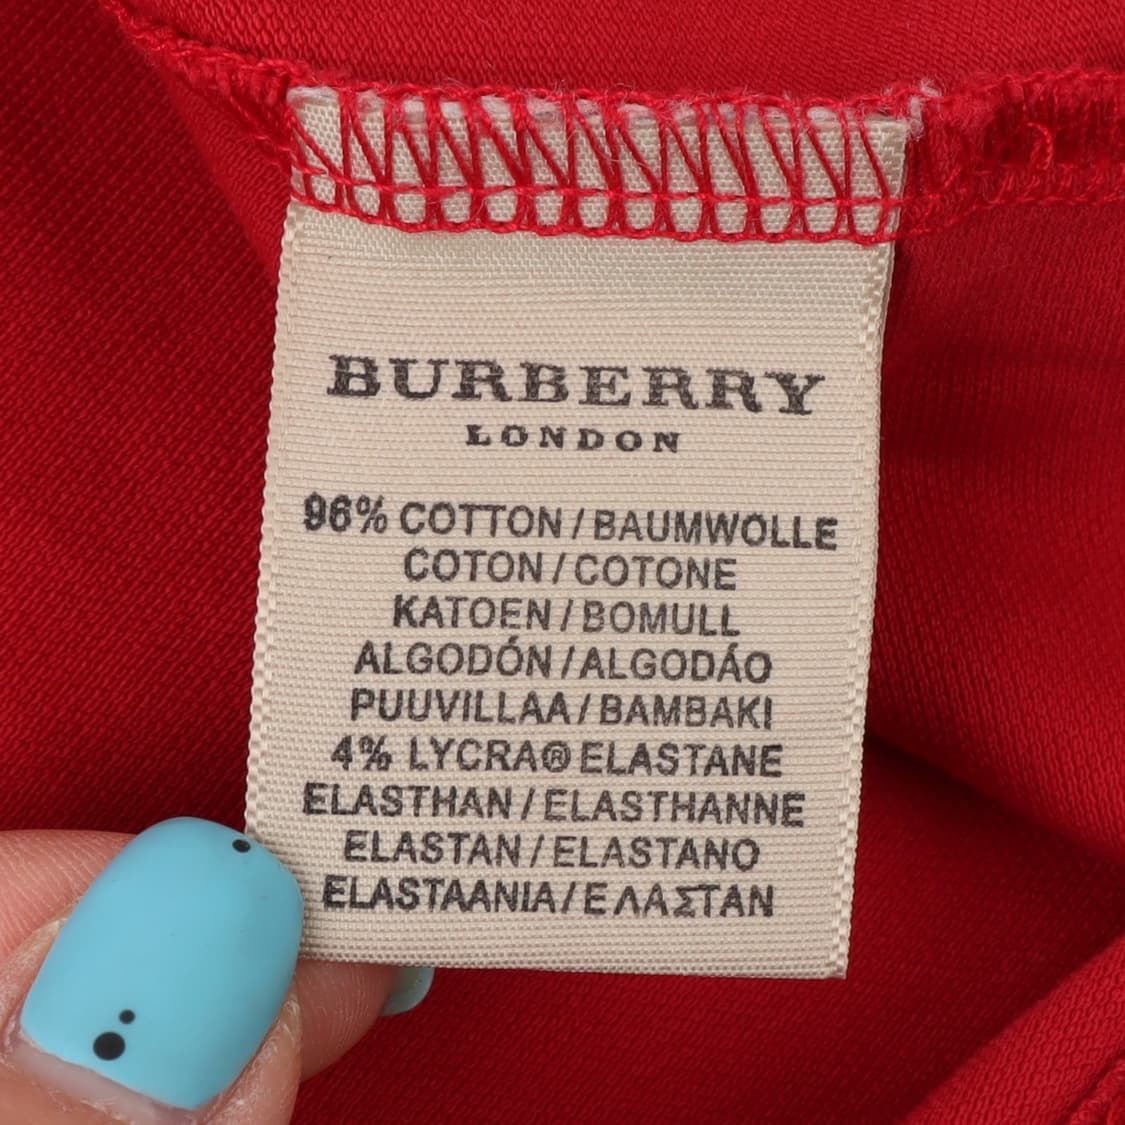 BURBERRY
LONDON
96% COTTON / BAUMWOLLE
COTON / COTONE
KATOEN / BOMULL
ALGODÓN / ALGODÁO
PUUVILLAA / BAMBAKI
4% LYCRA® ELASTANE
ELASTHAN / ELASTHANNE
ELASTAN / ELASTANO
ELASTAANIA / ΕΛΑΣΤΑΝ